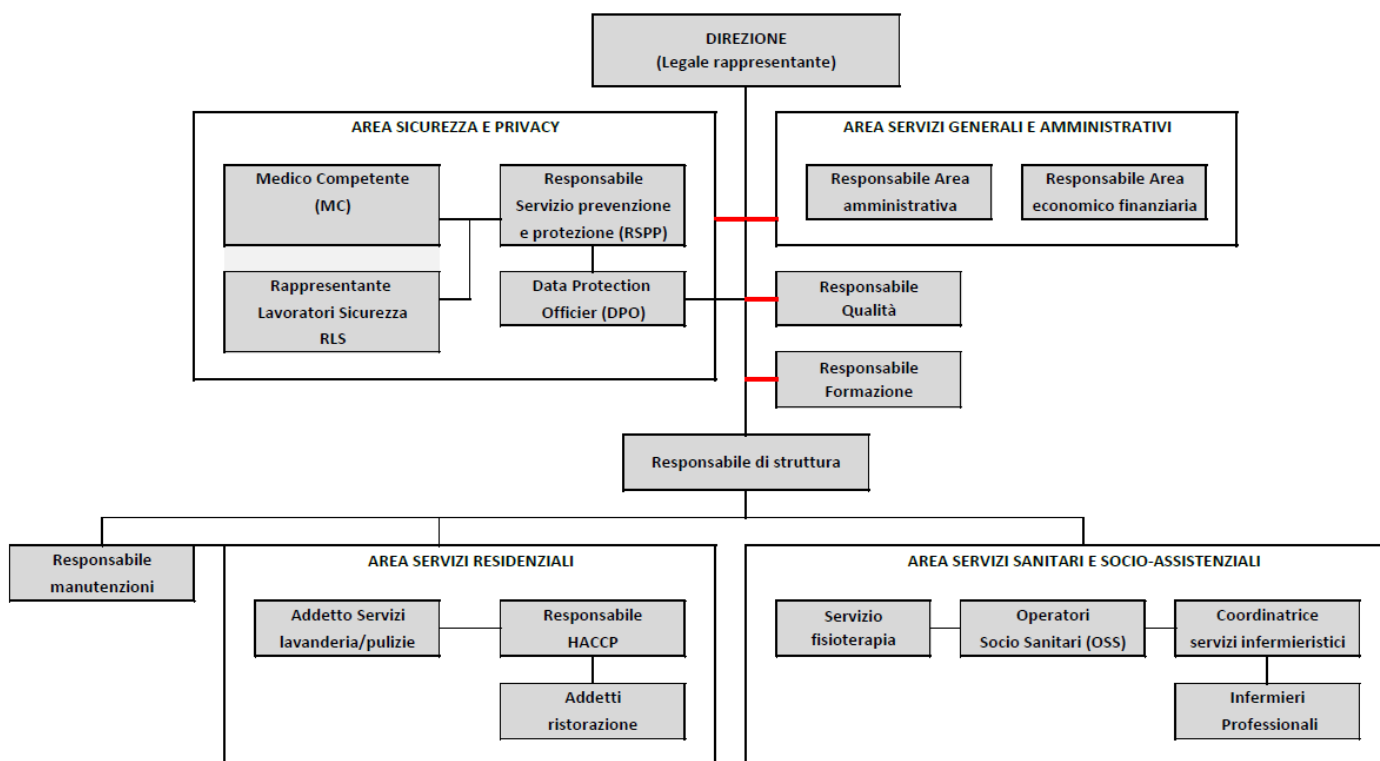 DIREZIONE
(Legale rappresentante)
AREA SICUREZZA E PRIVACY
Medico Competente
(MC)
Responsabile
Servizio prevenzione
e protezione (RSPP)
Rappresentante
Lavoratori Sicurezza
RLS
Data Protection
Officier (DPO)
AREA SERVIZI GENERALI E AMMINISTRATIVI
Responsabile Area
amministrativa
Responsabile Area
economico finanziaria
Responsabile
Qualità
Responsabile
Formazione
Responsabile di struttura
Responsabile
manutenzioni
AREA SERVIZI RESIDENZIALI
Addetto Servizi
lavanderia/pulizie
Responsabile
HACCP
Addetti
ristorazione
AREA SERVIZI SANITARI E SOCIO-ASSISTENZIALI
Servizio
fisioterapia
Operatori
Socio Sanitari (OSS)
Coordinatrice
servizi infermieristici
Infermieri
Professionali